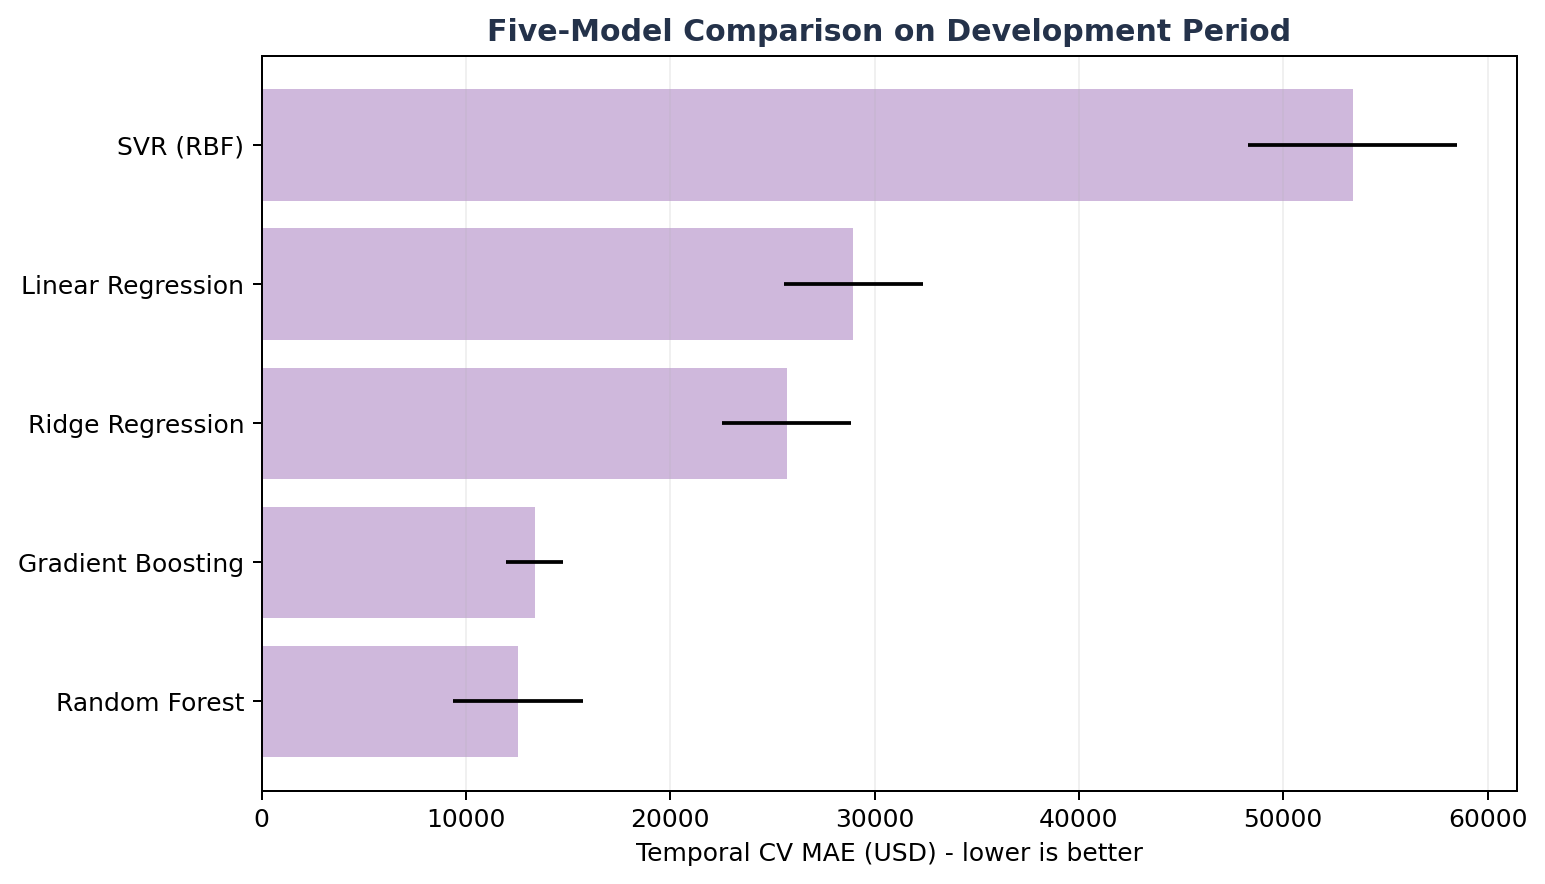 Five-Model Comparison on Development Period
SVR (RBF)
Linear Regression
Ridge Regression
Gradient Boosting
Random Forest
0 10000 20000 30000 40000 50000 60000
Temporal CV MAE (USD) - lower is better